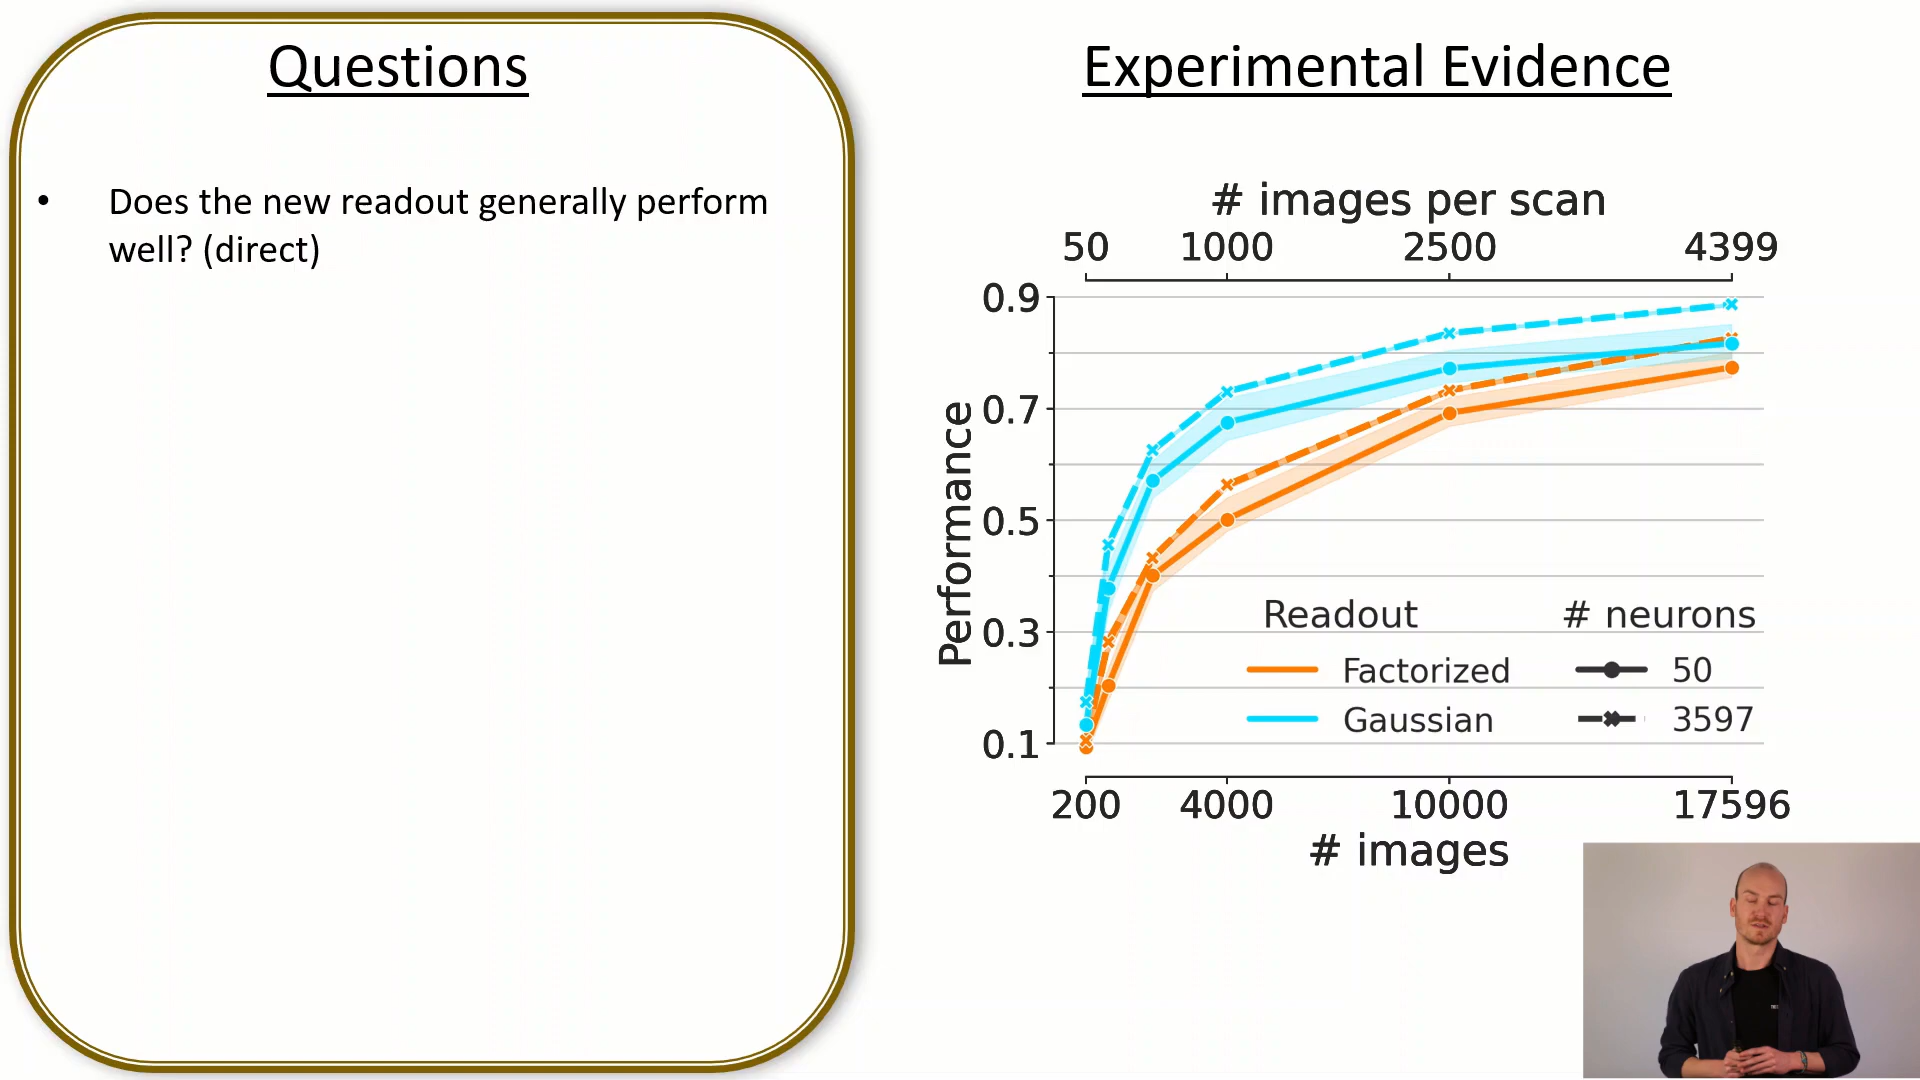 Questions
• Does the new readout generally perform
well? (direct)
Experimental Evidence
# images per scan
50 1000 2500 4399
0.9
0.7
0.5
0.3
0.1
Performance
Readout # neurons
Factorized 50
Gaussian 3597
200 4000 10000 17596
# images